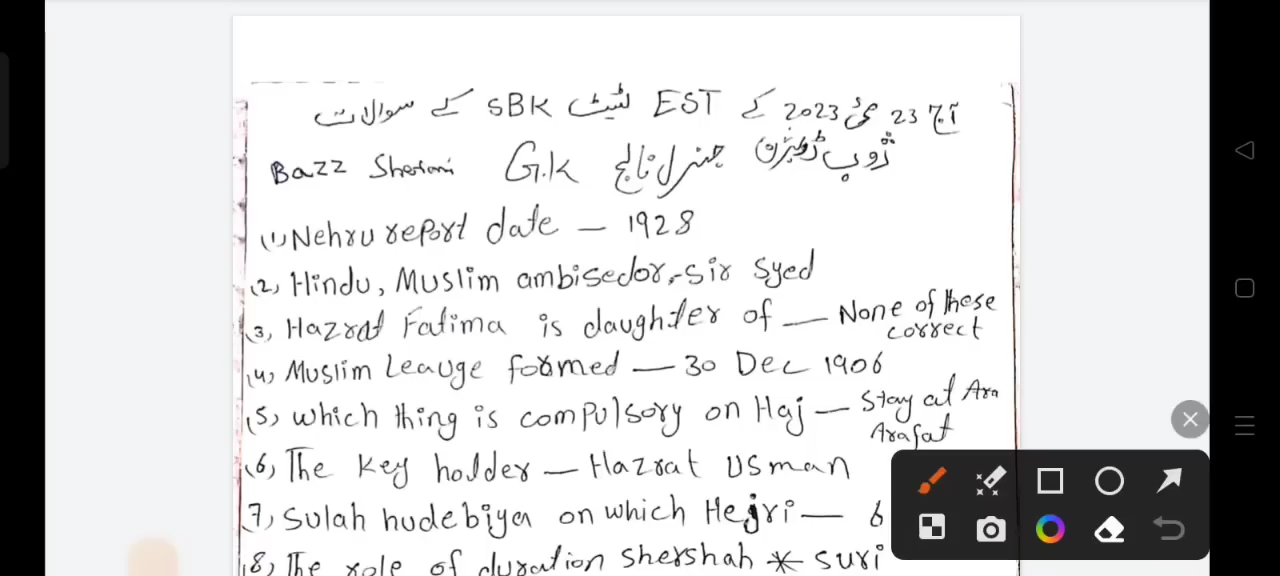 آج 23 مئی 2023 کے EST ٹیسٹ SBK کے سوالات
ژوب ڈویژن جنرل نالج G.K Bazz Sherani
(1) Nehru report date — 1928
(2) Hindu, Muslim ambisedor - sir syed
(3) Hazrat Fatima is daughter of — None of these correct
(4) Muslim Leauge formed — 30 Dec 1906
(5) which thing is compulsory on Haj — Stay at Ara Arafat
(6) The key holder — Hazrat Usman
(7) Sulah hudebiya on which Hejri — 6
(8) The role of duration shershah * suri